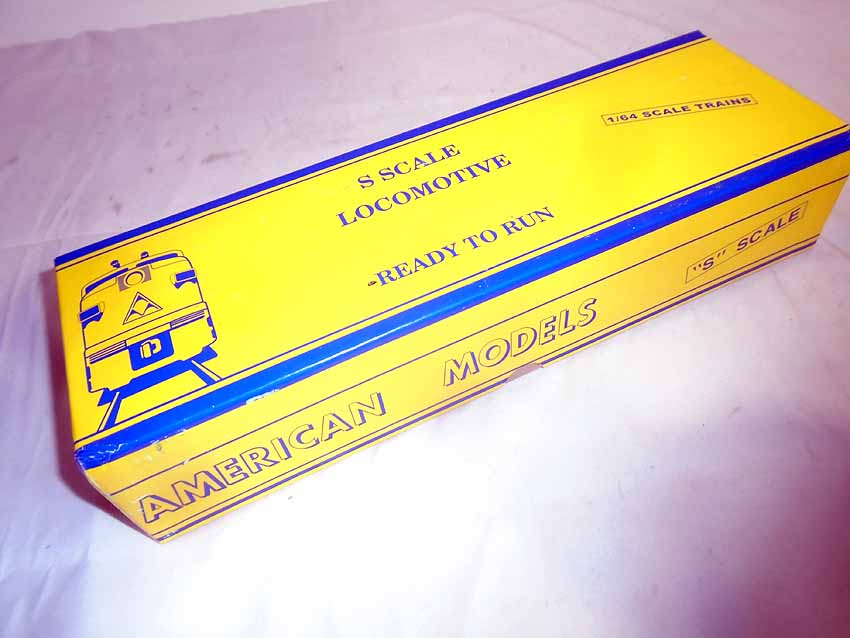 1/64 SCALE TRAINS
S SCALE
LOCOMOTIVE
READY TO RUN
AMERICAN MODELS
"S" SCALE